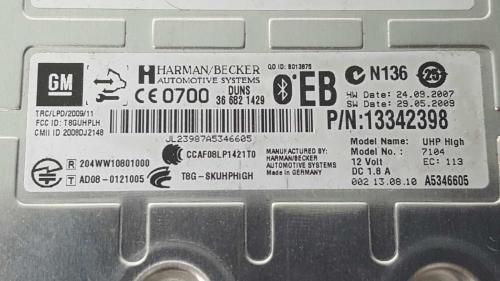 GM
HARMAN/BECKER
AUTOMOTIVE SYSTEMS
QD ID: B013875
EB
N136
25
TRC/LPD/2009/11
FCC ID: T8GUHPLH
CMII ID 2008DJ2148
CE 0700
DUNS
36 682 1429
HW Date: 24.09.2007
SW Date: 29.05.2009
P/N:13342398
JL23987A5346605
R 204WW10801000
T AD08-0121005
CCAF08LP1421T0
T8G-SKUHPHIGH
MANUFACTURED BY:
HARMAN/BECKER
AUTOMOTIVE SYSTEMS
MADE IN GERMANY
Model Name: UHP High
Model No.: 7104
12 Volt EC: 113
DC 1.8 A
002 13.08.10 A5346605